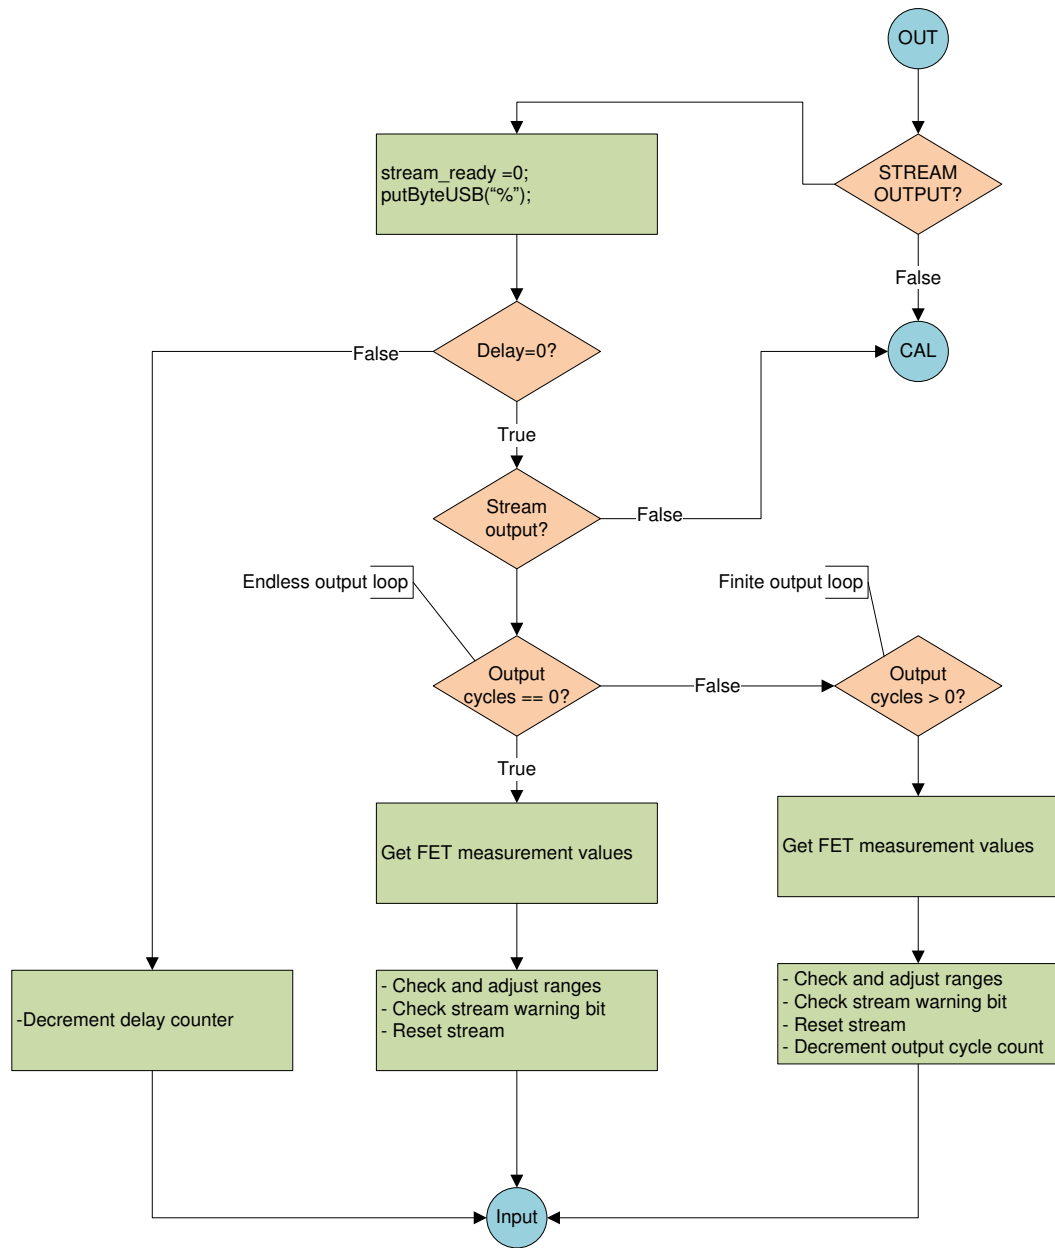 OUT
STREAM
OUTPUT?
stream_ready =0;
putByteUSB(“%”);
False
Delay=0?
False
CAL
True
Stream
output?
False
Endless output loop
Finite output loop
Output
cycles == 0?
False
Output
cycles > 0?
True
Get FET measurement values
Get FET measurement values
-Decrement delay counter
- Check and adjust ranges
- Check stream warning bit
- Reset stream
- Check and adjust ranges
- Check stream warning bit
- Reset stream
- Decrement output cycle count
Input